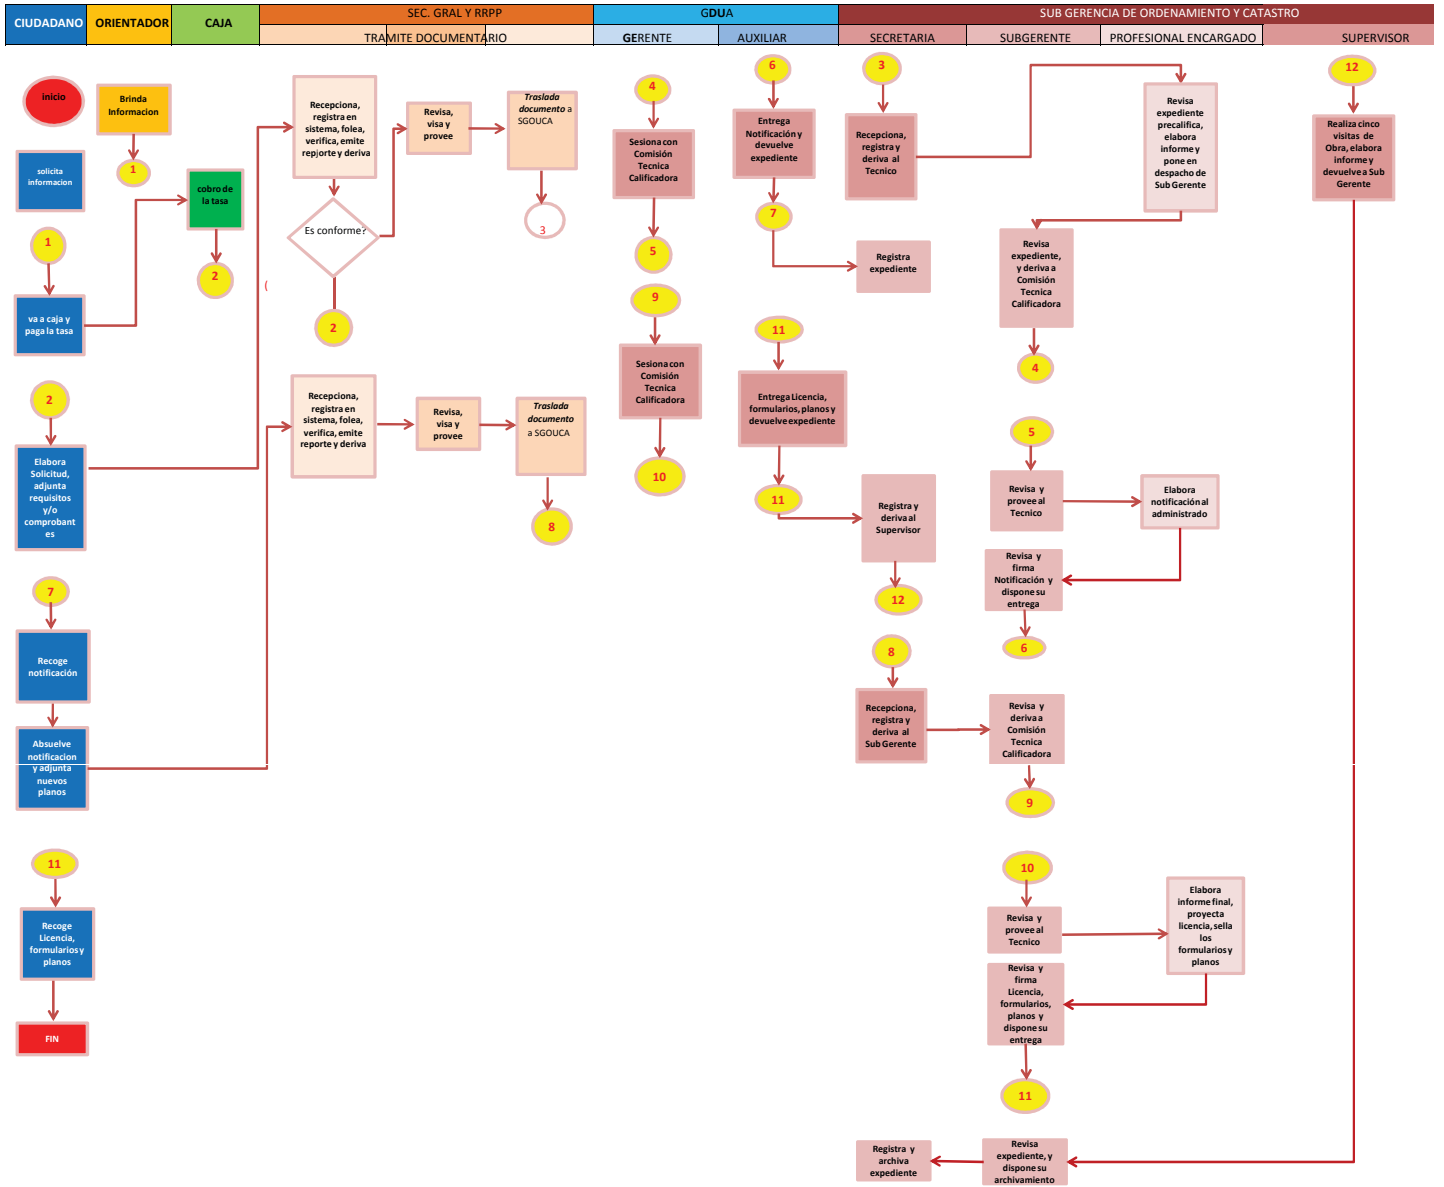 CIUDADANO
ORIENTADOR
CAJA
SEC. GRAL Y RRPP
GDUA
SUB GERENCIA DE ORDENAMIENTO Y CATASTRO
TRAMITE DOCUMENTARIO
GERENTE
AUXILIAR
SECRETARIA
SUBGERENTE
PROFESIONAL ENCARGADO
SUPERVISOR
inicio
solicita
informacion
1
va a caja y
paga la tasa
2
Elabora
Solicitud,
adjunta
requisitos
y/o
comprobant
es
7
Recoge
notificación
Absuelve
notificacion
y adjunta
nuevos
planos
11
Recoge
Licencia,
formularios y
planos
FIN
Brinda
Informacion
1
cobro de
la tasa
2
(
Recepciona,
registra en
sistema, folea,
verifica, emite
reporte y deriva
Es conforme?
2
Revisa,
visa y
provee
Traslada
documento a
SGOUCA
3
Recepciona,
registra en
sistema, folea,
verifica, emite
reporte y deriva
Revisa,
visa y
provee
Traslada
documento
a SGOUCA
8
4
Sesiona con
Comisión
Tecnica
Calificadora
5
9
Sesiona con
Comisión
Tecnica
Calificadora
10
6
Entrega
Notificación y
devuelve
expediente
7
11
Entrega Licencia,
formularios, planos y
devuelve expediente
11
3
Recepciona,
registra y
deriva al
Tecnico
Registra
expediente
Registra y
deriva al
Supervisor
12
8
Recepciona,
registra y
deriva al
Sub Gerente
Registra y
archiva
expediente
Revisa
expediente,
y deriva a
Comisión
Tecnica
Calificadora
4
5
Revisa y
provee al
Tecnico
Revisa y
firma
Notificación y
dispone su
entrega
6
Revisa y
deriva a
Comisión
Tecnica
Calificadora
9
10
Revisa y
provee al
Tecnico
Revisa y
firma
Licencia,
formularios,
planos y
dispone su
entrega
11
Revisa
expediente, y
dispone su
archivamiento
Revisa
expediente
precalifica,
elabora
informe y
pone en
despacho de
Sub Gerente
Elabora
notificación al
administrado
Elabora
informe final,
proyecta
licencia, sella
los
formularios y
planos
12
Realiza cinco
visitas de
Obra, elabora
informe y
devuelve a Sub
Gerente